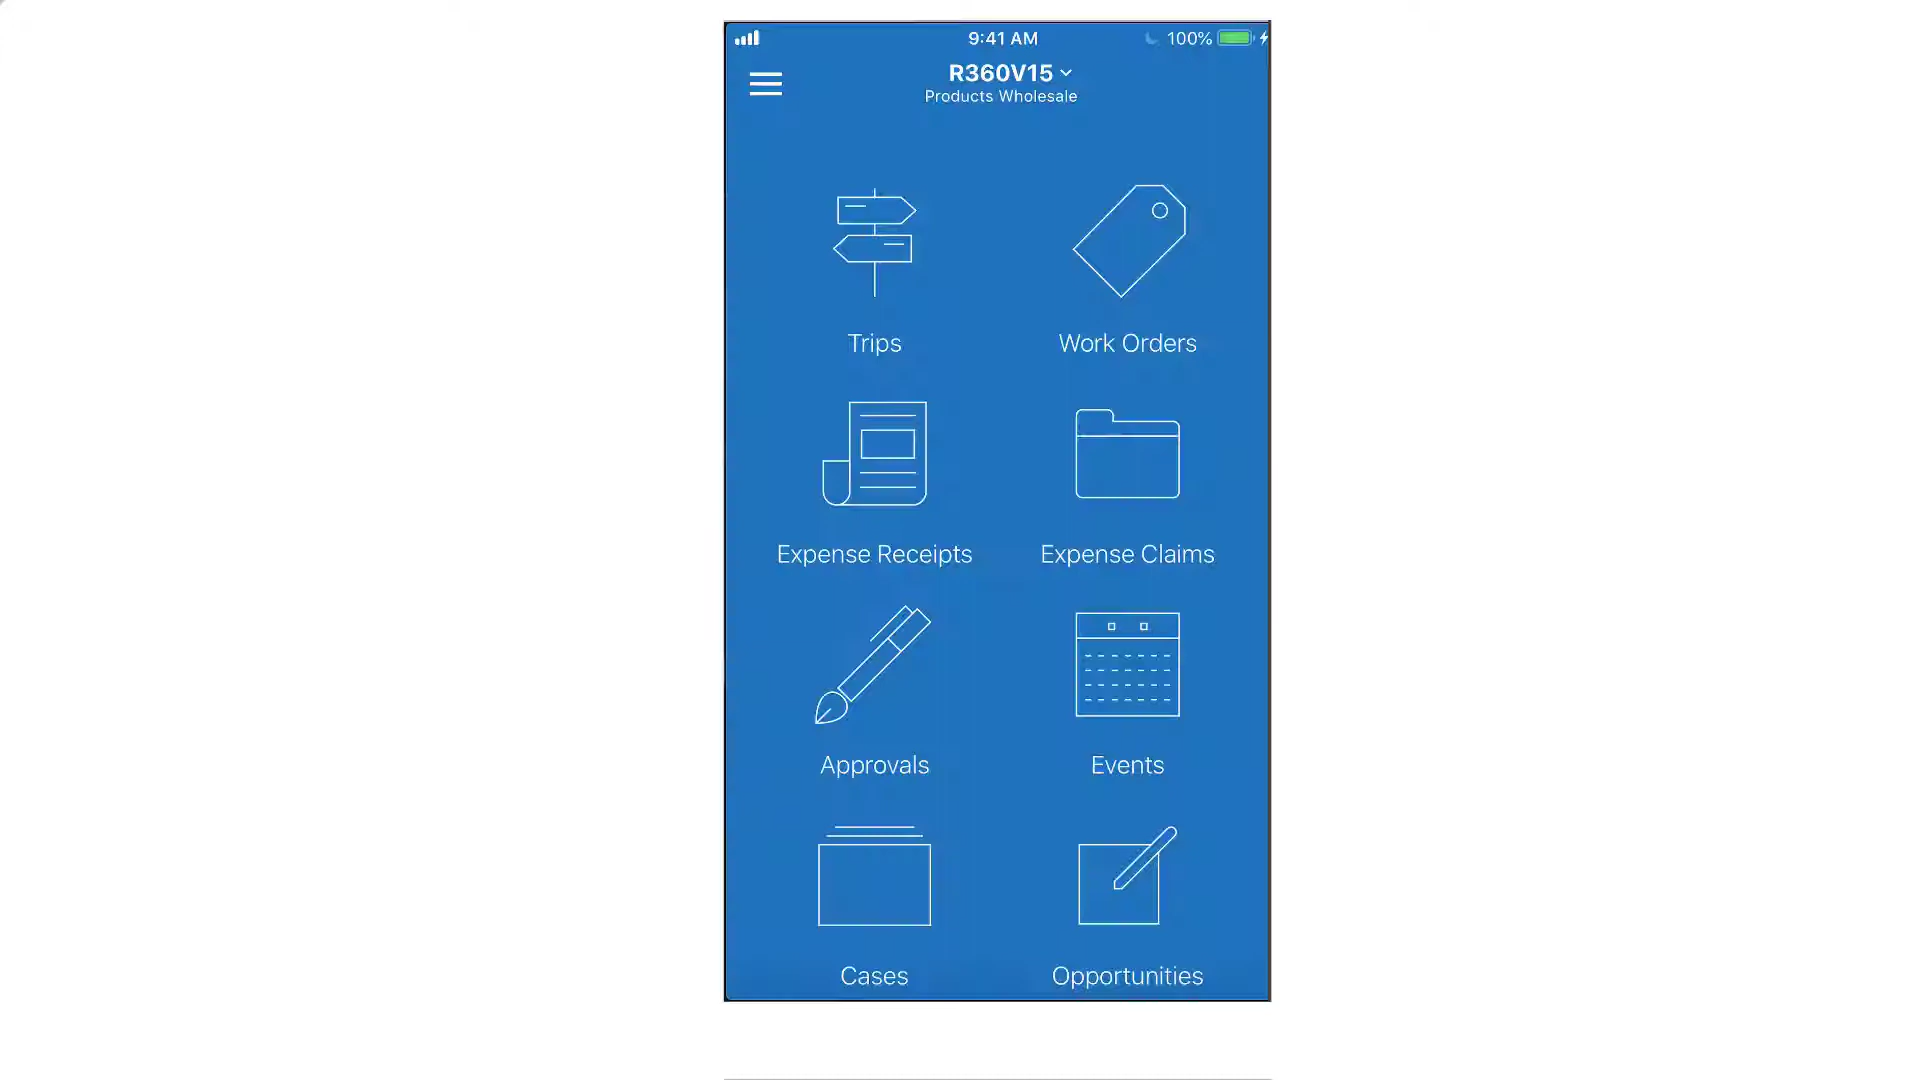 9:41 AM
100%
R360V15
Products Wholesale
Trips
Work Orders
Expense Receipts
Expense Claims
Approvals
Events
Cases
Opportunities